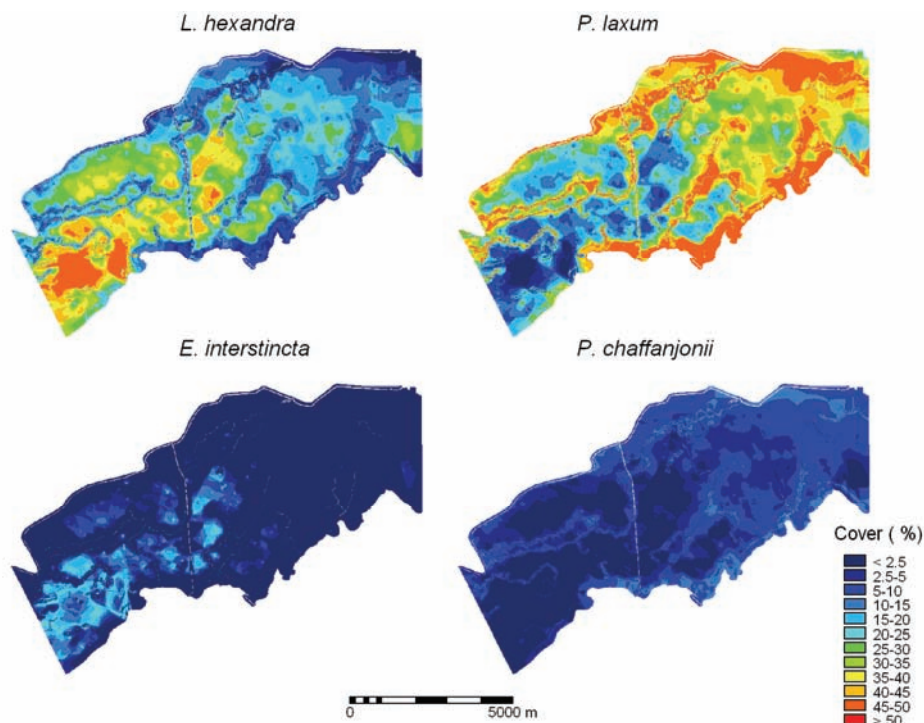 L. hexandra
P. laxum
E. interstincta
P. chaffanjonii
Cover ( %)
< 2.5
2.5-5
5-10
10-15
15-20
20-25
25-30
30-35
35-40
40-45
45-50
> 50
0 5000 m